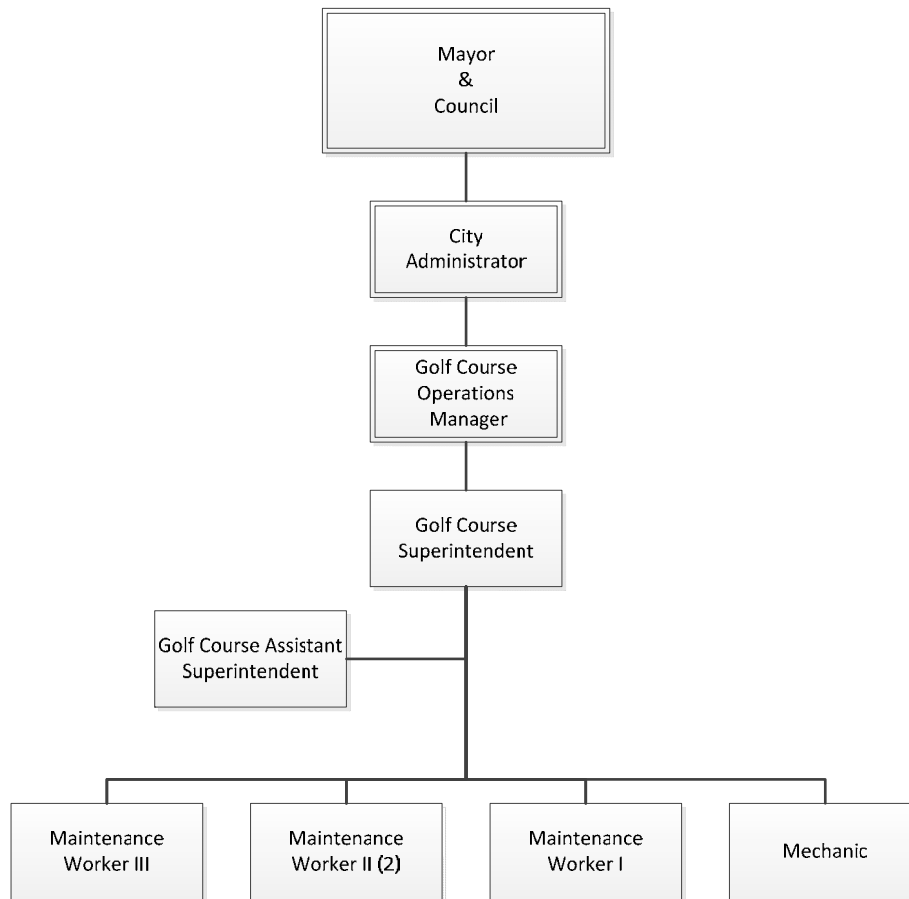 Mayor
&
Council
City
Administrator
Golf Course
Operations
Manager
Golf Course
Superintendent
Golf Course Assistant
Superintendent
Maintenance
Worker III
Maintenance
Worker II (2)
Maintenance
Worker I
Mechanic